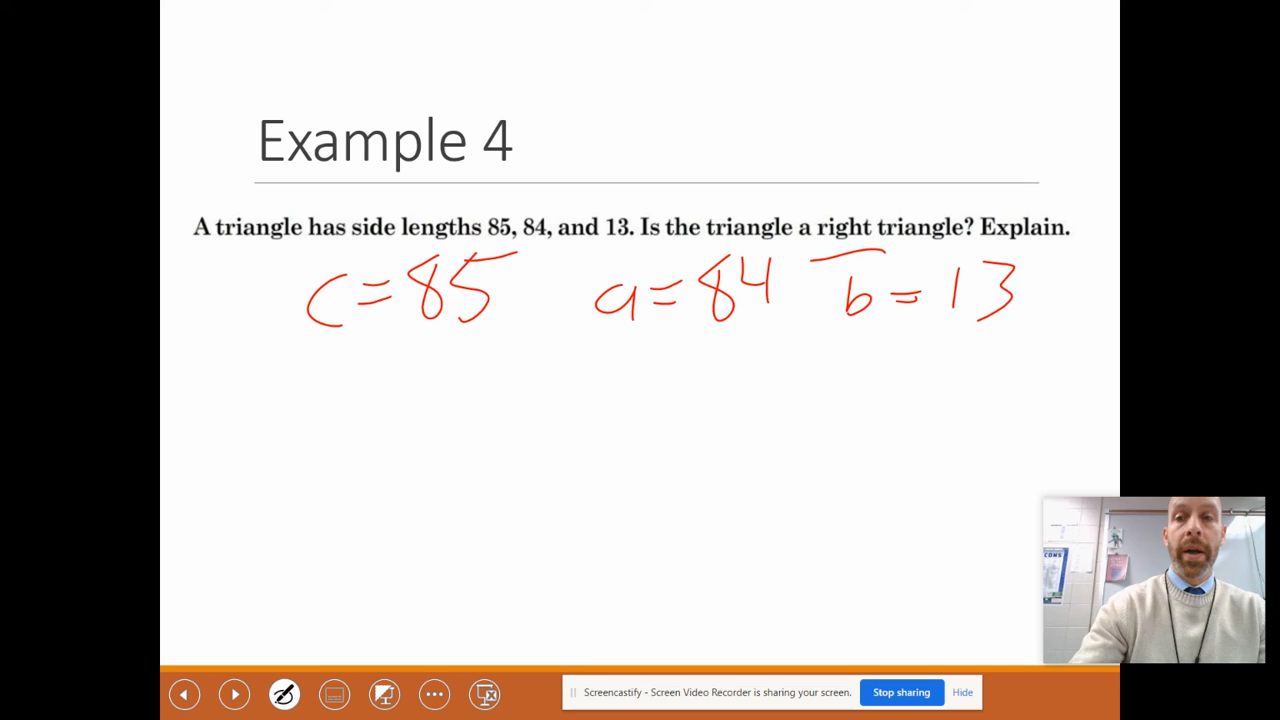 Example 4
A triangle has side lengths 85, 84, and 13. Is the triangle a right triangle? Explain.
c = 85 a = 84 b = 13
CONS
Screencastify - Screen Video Recorder is sharing your screen. Stop sharing Hide